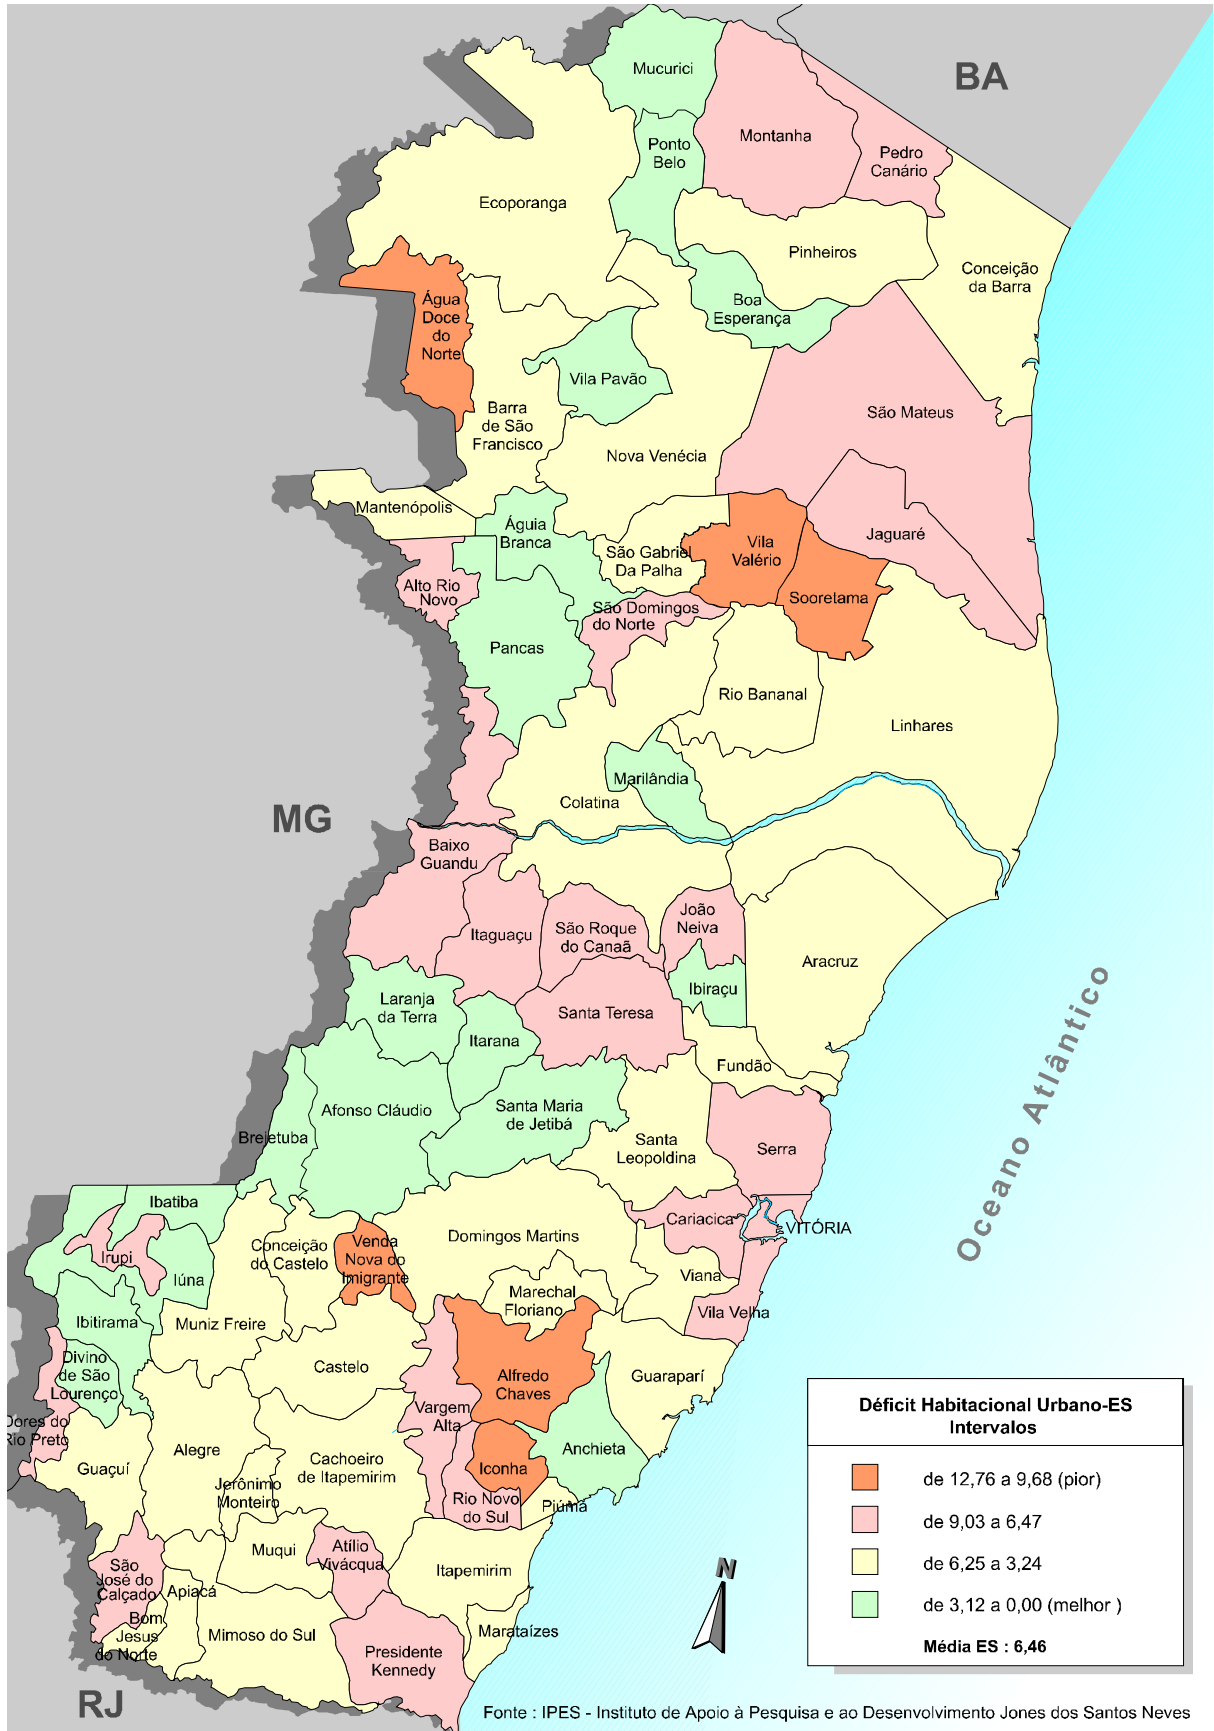 BA
Mucurici
Montanha
Ponto
Belo
Pedro
Canário
Ecoporanga
Pinheiros
Conceição
da Barra
Água
Doce
do
Norte
Boa
Esperança
Vila Pavão
Barra
de São
Francisco
São Mateus
Nova Venécia
Mantenópolis
Águia
Branca
Jaguaré
São Gabriel
Da Palha
Vila
Valério
Alto Rio
Novo
Sooretama
São Domingos
do Norte
Pancas
Rio Bananal
Linhares
Marilândia
Colatina
MG
Baixo
Guandu
João
Neiva
Itaguaçu
São Roque
do Canaã
Aracruz
Ibiraçu
Laranja
da Terra
Santa Teresa
Itarana
Oceano Atlântico
Fundão
Afonso Cláudio
Santa Maria
de Jetibá
Brejetuba
Santa
Leopoldina
Serra
Ibatiba
Cariacica
VITÓRIA
Irupi
Conceição
do Castelo
Venda
Nova do
Imigrante
Domingos Martins
Iúna
Viana
Marechal
Floriano
Vila Velha
Ibitirama
Muniz Freire
Divino
de São
Lourenço
Castelo
Alfredo
Chaves
Guaraparí
Dores do
Rio Preto
Vargem
Alta
Alegre
Anchieta
Guaçuí
Cachoeiro
de Itapemirim
Iconha
Jerônimo
Monteiro
Rio Novo
do Sul
Piúma
Muqui
Atílio
Vivácqua
São
José do
Calçado
Apiacá
Itapemirim
Bom
Jesus
do Norte
Mimoso do Sul
Marataízes
Presidente
Kennedy
RJ
N
Déficit Habitacional Urbano-ES
Intervalos
de 12,76 a 9,68 (pior)
de 9,03 a 6,47
de 6,25 a 3,24
de 3,12 a 0,00 (melhor )
Média ES : 6,46
Fonte : IPES - Instituto de Apoio à Pesquisa e ao Desenvolvimento Jones dos Santos Neves